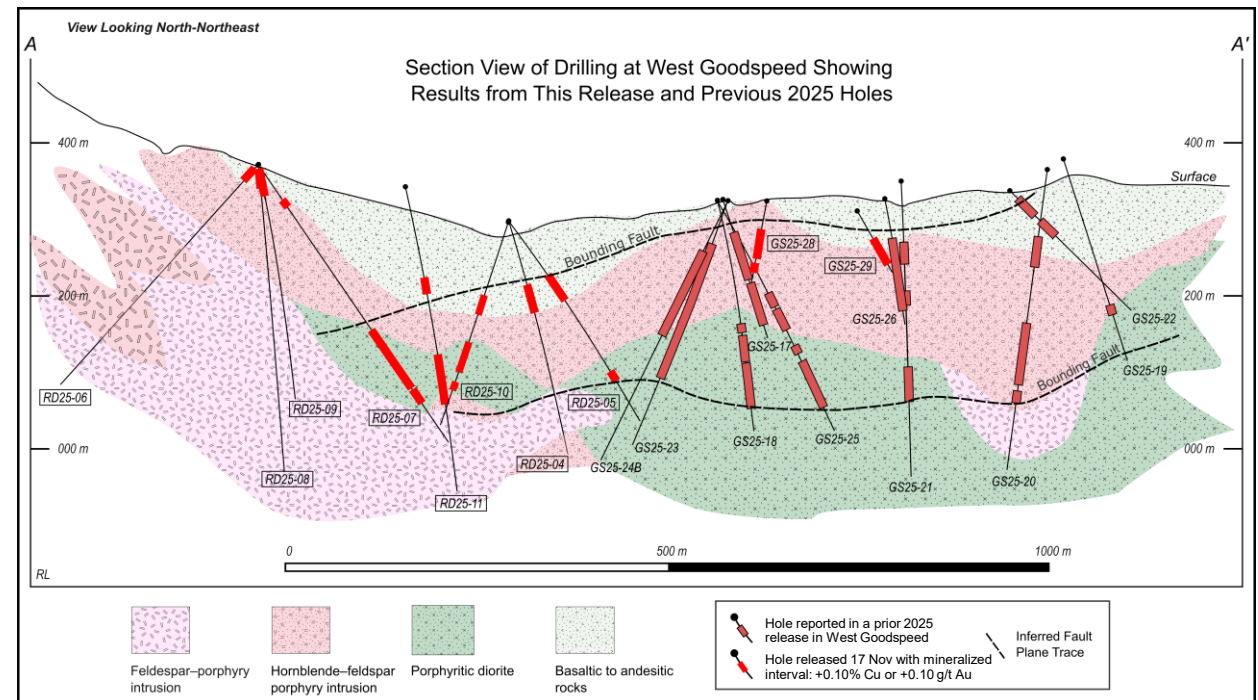 View Looking North-Northeast
A
A'
Section View of Drilling at West Goodspeed Showing
Results from This Release and Previous 2025 Holes
400 m
400 m
Surface
Bounding Fault
GS25-28
GS25-29
200 m
200 m
GS25-26
GS25-22
GS25-17
GS25-19
Bounding Fault
RD25-06
RD25-09
RD25-07
RD25-10
RD25-05
GS25-23
GS25-18
GS25-25
000 m
000 m
RD25-08
RD25-04
GS25-24B
GS25-20
GS25-21
RD25-11
0
500 m
1000 m
RL
Feldespar–porphyry
intrusion
Hornblende–feldspar
porphyry intrusion
Porphyritic diorite
Basaltic to andesitic
rocks
Hole reported in a prior 2025
release in West Goodspeed
Hole released 17 Nov with mineralized
interval: +0.10% Cu or +0.10 g/t Au
Inferred Fault
Plane Trace